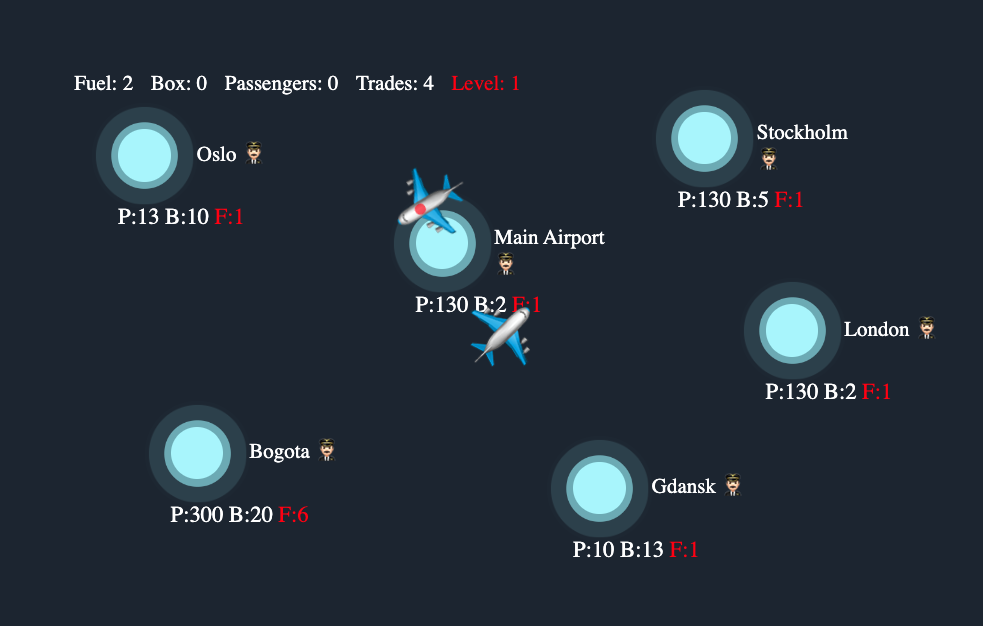 Fuel: 2 Box: 0 Passengers: 0 Trades: 4 Level: 1
Oslo
P:13 B:10 F:1
Stockholm
P:130 B:5 F:1
Main Airport
P:130 B:2 F:1
London
P:130 B:2 F:1
Bogota
P:300 B:20 F:6
Gdansk
P:10 B:13 F:1